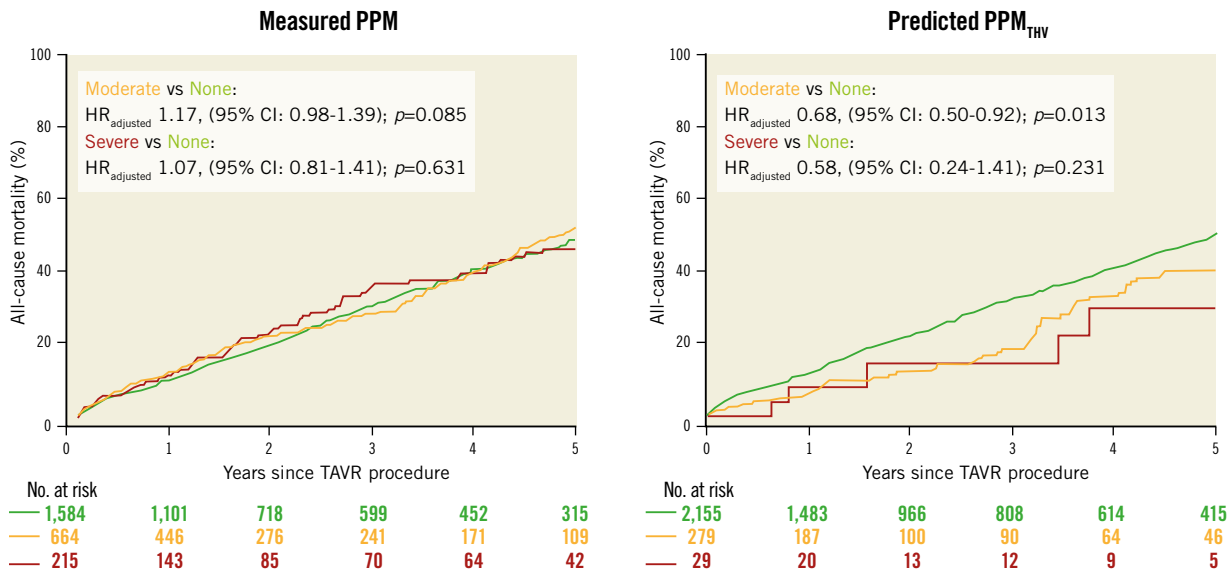 Measured PPM
Moderate vs None:
HRadjusted 1.17, (95% CI: 0.98-1.39); p=0.085
Severe vs None:
HRadjusted 1.07, (95% CI: 0.81-1.41); p=0.631
All-cause mortality (%)
100
80
60
40
20
0
0 1 2 3 4 5
Years since TAVR procedure
No. at risk
1,584 1,101 718 599 452 315
664 446 276 241 171 109
215 143 85 70 64 42
Predicted PPMTHV
Moderate vs None:
HRadjusted 0.68, (95% CI: 0.50-0.92); p=0.013
Severe vs None:
HRadjusted 0.58, (95% CI: 0.24-1.41); p=0.231
All-cause mortality (%)
100
80
60
40
20
0
0 1 2 3 4 5
Years since TAVR procedure
No. at risk
2,155 1,483 966 808 614 415
279 187 100 90 64 46
29 20 13 12 9 5